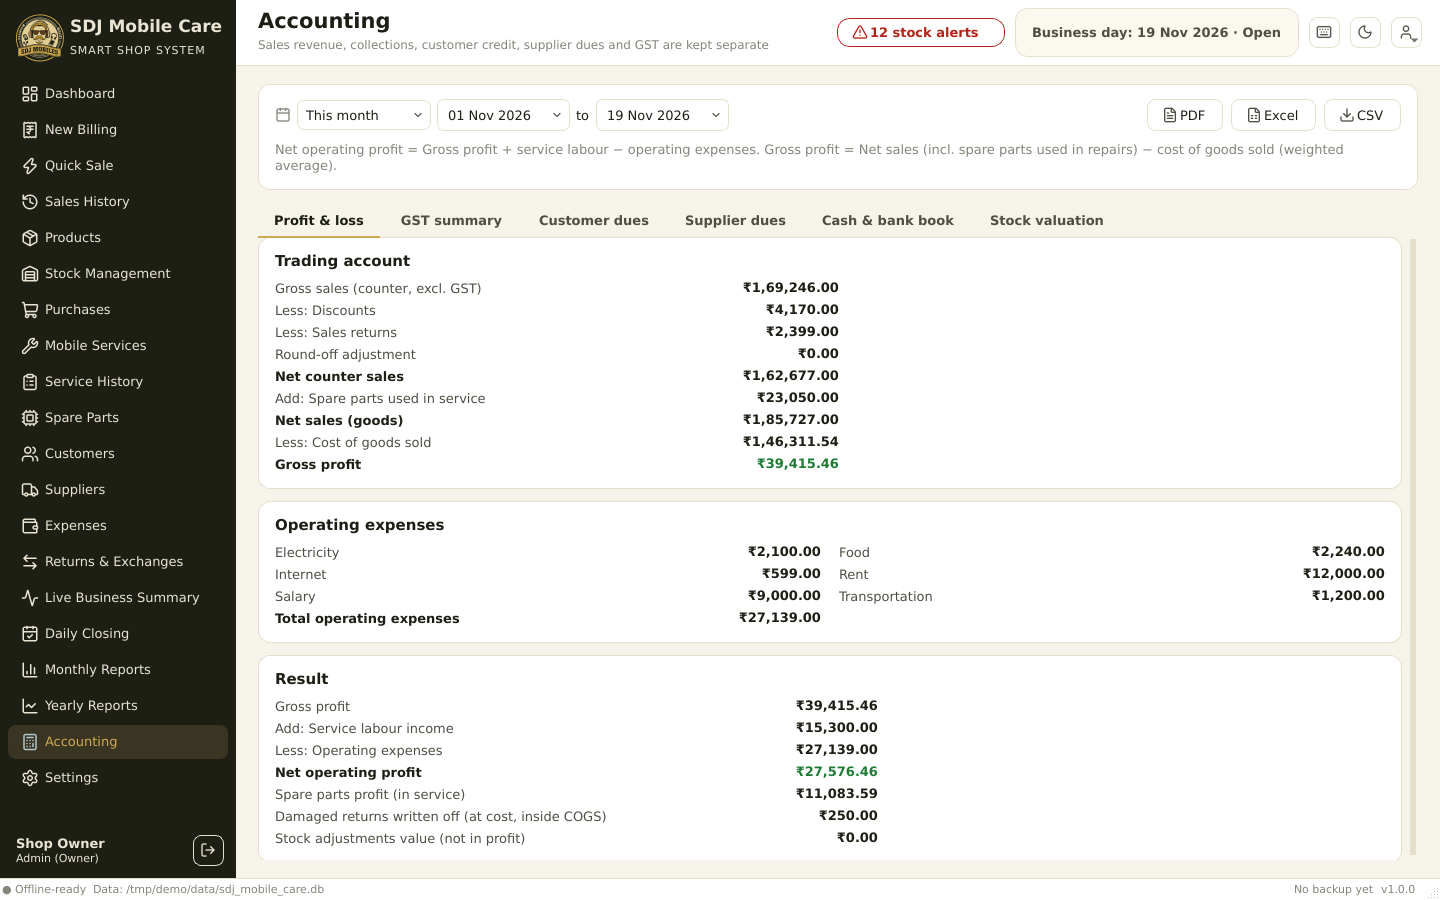 SDJ MOBILES
SDJ Mobile Care
SMART SHOP SYSTEM
Dashboard
New Billing
Quick Sale
Sales History
Products
Stock Management
Purchases
Mobile Services
Service History
Spare Parts
Customers
Suppliers
Expenses
Returns & Exchanges
Live Business Summary
Daily Closing
Monthly Reports
Yearly Reports
Accounting
Settings
Shop Owner
Admin (Owner)
Accounting
Sales revenue, collections, customer credit, supplier dues and GST are kept separate
12 stock alerts
Business day: 19 Nov 2026 · Open
This month 01 Nov 2026 to 19 Nov 2026 PDF Excel CSV
Net operating profit = Gross profit + service labour − operating expenses. Gross profit = Net sales (incl. spare parts used in repairs) − cost of goods sold (weighted
average).
Profit & loss GST summary Customer dues Supplier dues Cash & bank book Stock valuation
Trading account
Gross sales (counter, excl. GST) ₹1,69,246.00
Less: Discounts ₹4,170.00
Less: Sales returns ₹2,399.00
Round-off adjustment ₹0.00
Net counter sales ₹1,62,677.00
Add: Spare parts used in service ₹23,050.00
Net sales (goods) ₹1,85,727.00
Less: Cost of goods sold ₹1,46,311.54
Gross profit ₹39,415.46
Operating expenses
Electricity ₹2,100.00 Food ₹2,240.00
Internet ₹599.00 Rent ₹12,000.00
Salary ₹9,000.00 Transportation ₹1,200.00
Total operating expenses ₹27,139.00
Result
Gross profit ₹39,415.46
Add: Service labour income ₹15,300.00
Less: Operating expenses ₹27,139.00
Net operating profit ₹27,576.46
Spare parts profit (in service) ₹11,083.59
Damaged returns written off (at cost, inside COGS) ₹250.00
Stock adjustments value (not in profit) ₹0.00
Offline-ready Data: /tmp/demo/data/sdj_mobile_care.db
No backup yet v1.0.0